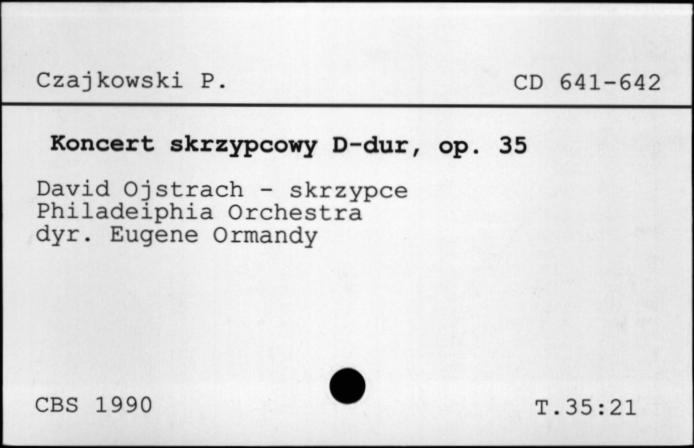 Czajkowski P. CD 641-642
Koncert skrzypcowy D-dur, op. 35
David Ojstrach - skrzypce
Philadeiphia Orchestra
dyr. Eugene Ormandy
CBS 1990 T.35:21